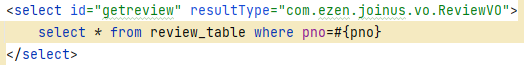 <select id="getreview" resultType="com.ezen.joinus.vo.ReviewVO">
    select * from review_table where pno=#{pno}
</select>